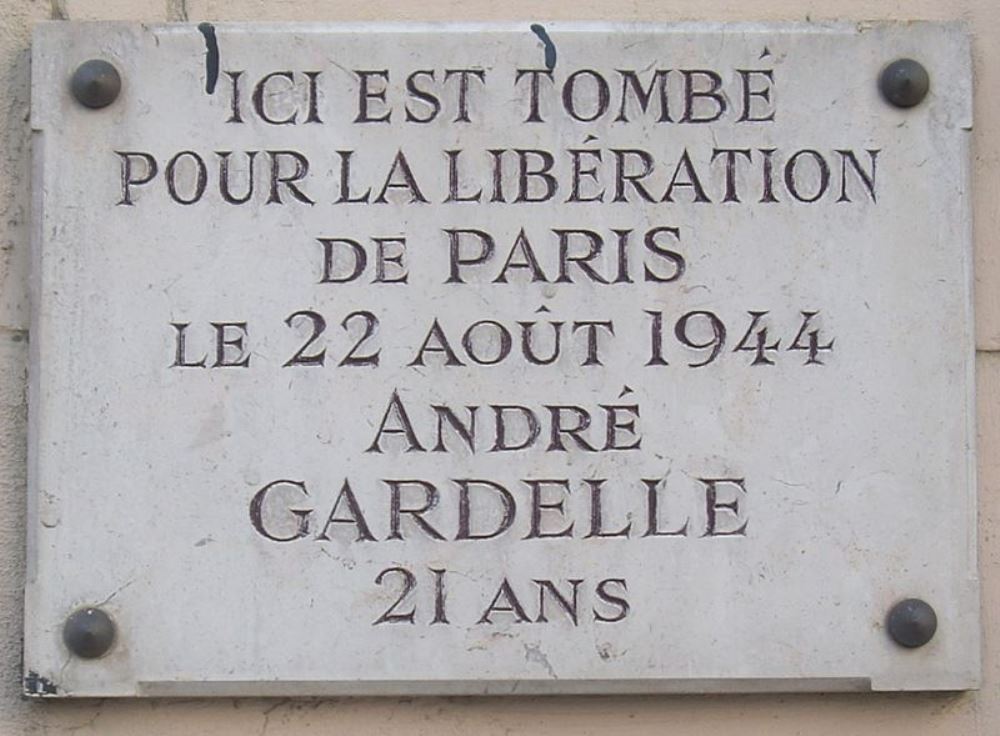 ICI EST TOMBÉ
POUR LA LIBÉRATION
DE PARIS
LE 22 AOÛT 1944
ANDRÉ
GARDELLE
21 ANS